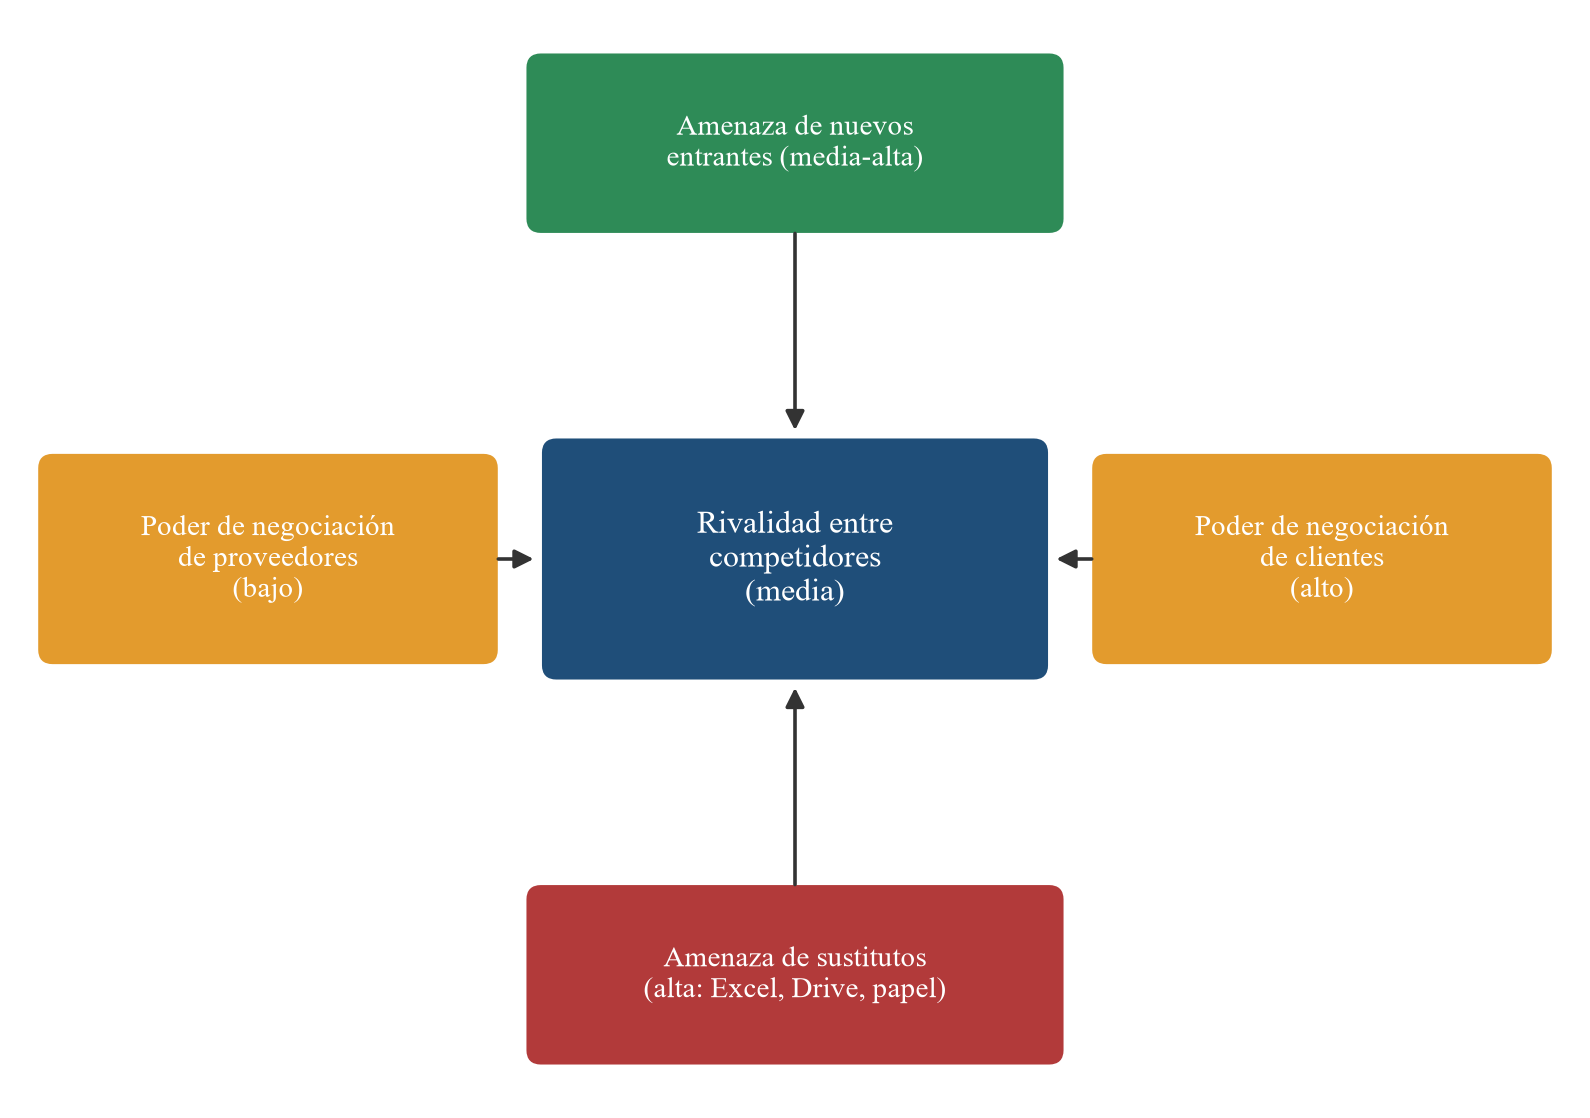 Amenaza de nuevos
entrantes (media-alta)
Poder de negociación
de proveedores
(bajo)
Rivalidad entre
competidores
(media)
Poder de negociación
de clientes
(alto)
Amenaza de sustitutos
(alta: Excel, Drive, papel)